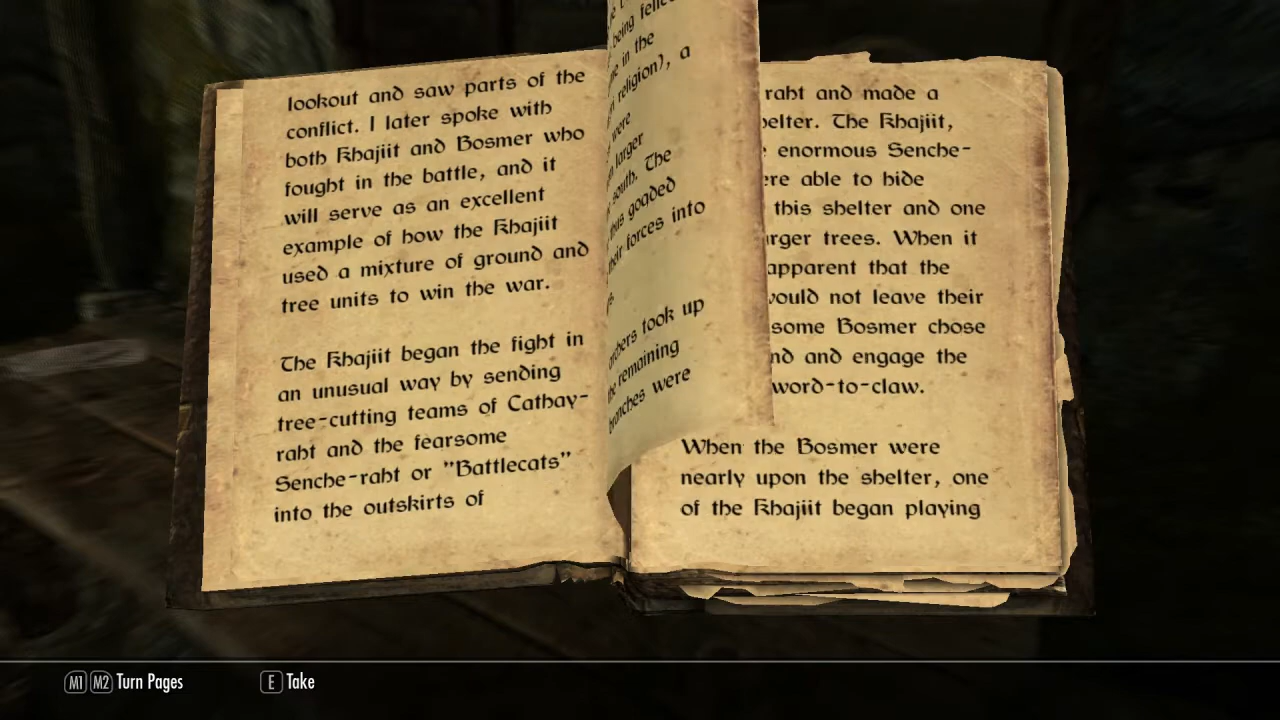 lookout and saw parts of the
conflict. I later spoke with
both Khajiit and Bosmer who
fought in the battle, and it
will serve as an excellent
example of how the Khajiit
used a mixture of ground and
tree units to win the war.
The Khajiit began the fight in
an unusual way by sending
tree-cutting teams of Cathay-
raht and the fearsome
Senche-raht or "Battlecats"
into the outskirts of
being felled
in the
religion), a
were
larger
south. The
thus goaded
their forces into
archers took up
the remaining
branches were
raht and made a
The Khajiit,
enormous Senche-
able to hide
this shelter and one
trees. When it
apparent that the
would not leave their
some Bosmer chose
and engage the
word-to-claw.
When the Bosmer were
nearly upon the shelter, one
of the Khajiit began playing
M1 M2 Turn Pages
E Take